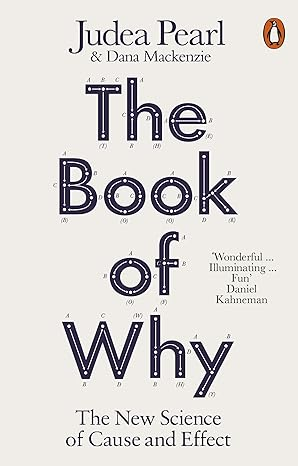 Judea Pearl
& Dana Mackenzie
The
Book
of
Why
'Wonderful ...
Illuminating ...
Fun'
Daniel
Kahneman
The New Science
of Cause and Effect